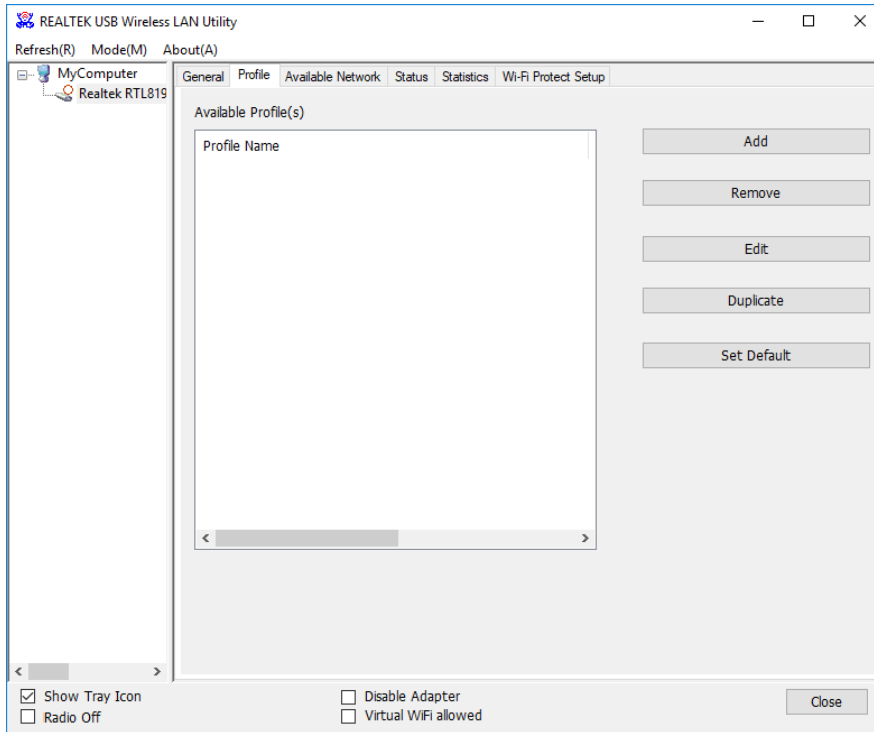 REALTEK USB Wireless LAN Utility
Refresh(R) Mode(M) About(A)
MyComputer
Realtek RTL819
General Profile Available Network Status Statistics Wi-Fi Protect Setup
Available Profile(s)
Profile Name
Add
Remove
Edit
Duplicate
Set Default
Show Tray Icon
Radio Off
Disable Adapter
Virtual WiFi allowed
Close